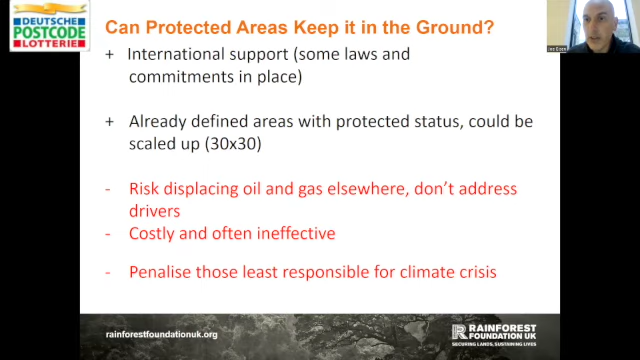 DEUTSCHE
POSTCODE
LOTTERIE
Can Protected Areas Keep it in the Ground?
+ International support (some laws and
commitments in place)
+ Already defined areas with protected status, could be
scaled up (30x30)
- Risk displacing oil and gas elsewhere, don't address
drivers
- Costly and often ineffective
- Penalise those least responsible for climate crisis
rainforestfoundationuk.org
RAINFOREST
FOUNDATION UK
SECURING LANDS, SUSTAINING LIVES